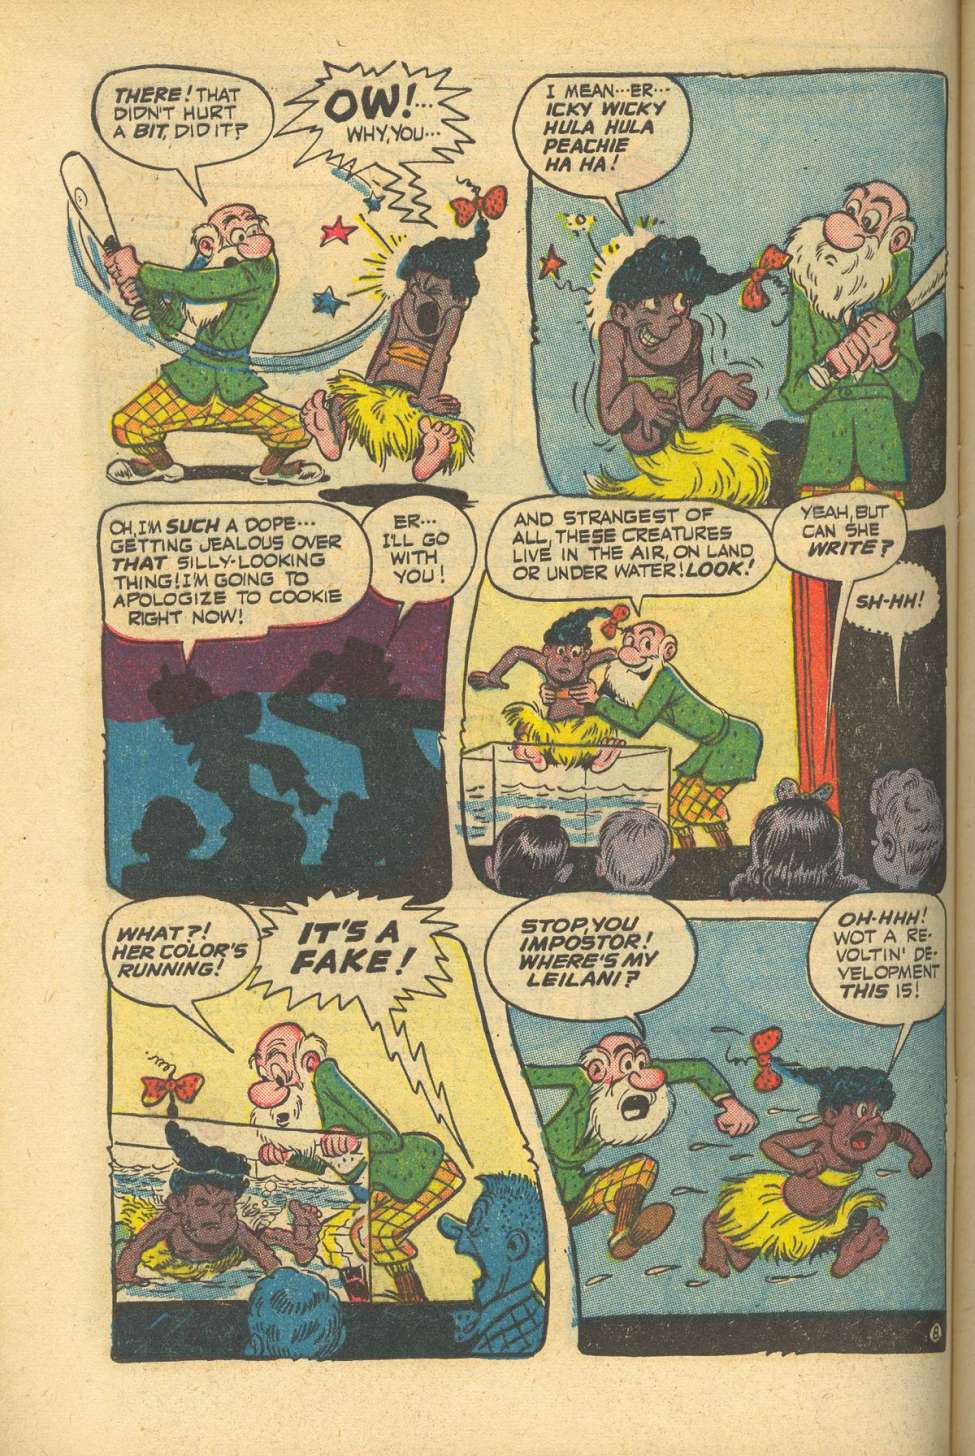 THERE! THAT
DIDN'T HURT
A BIT, DID IT?
OW!...
WHY, YOU...
I MEAN...ER...
ICKY WICKY
HULA HULA
PEACHIE
HA HA!
OH, I'M SUCH A DOPE...
GETTING JEALOUS OVER
THAT SILLY-LOOKING
THING! I'M GOING TO
APOLOGIZE TO COOKIE
RIGHT NOW!
ER...
I'LL GO
WITH
YOU!
AND STRANGEST OF
ALL, THESE CREATURES
LIVE IN THE AIR, ON LAND
OR UNDER WATER! LOOK!
YEAH, BUT
CAN SHE
WRITE?
SH-HH!
WHAT?!
HER COLOR'S
RUNNING!
IT'S A
FAKE!
STOP, YOU
IMPOSTOR!
WHERE'S MY
LEILANI?
OH-HHH!
WOT A RE-
VOLTIN' DE-
VELOPMENT
THIS IS!
8